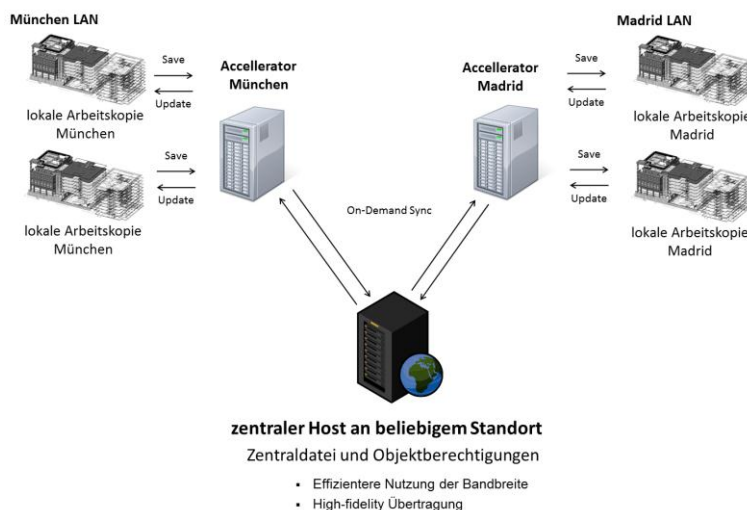 München LAN
Save
Update
lokale Arbeitskopie
München
Save
Update
lokale Arbeitskopie
München
Accellerator
München
Accellerator
Madrid
Madrid LAN
Save
Update
lokale Arbeitskopie
Madrid
Save
Update
lokale Arbeitskopie
Madrid
On-Demand Sync
zentraler Host an beliebigem Standort
Zentraldatei und Objektberechtigungen
▪ Effizientere Nutzung der Bandbreite
▪ High-fidelity Übertragung